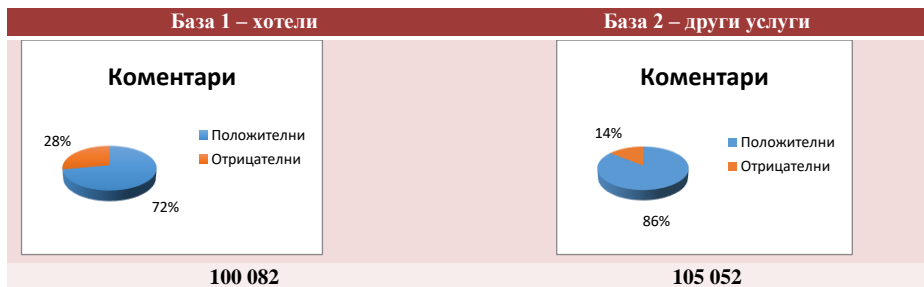 База 1 – хотели
База 2 – други услуги
Коментари
28%
72%
Положителни
Отрицателни
Коментари
14%
86%
Положителни
Отрицателни
100 082
105 052